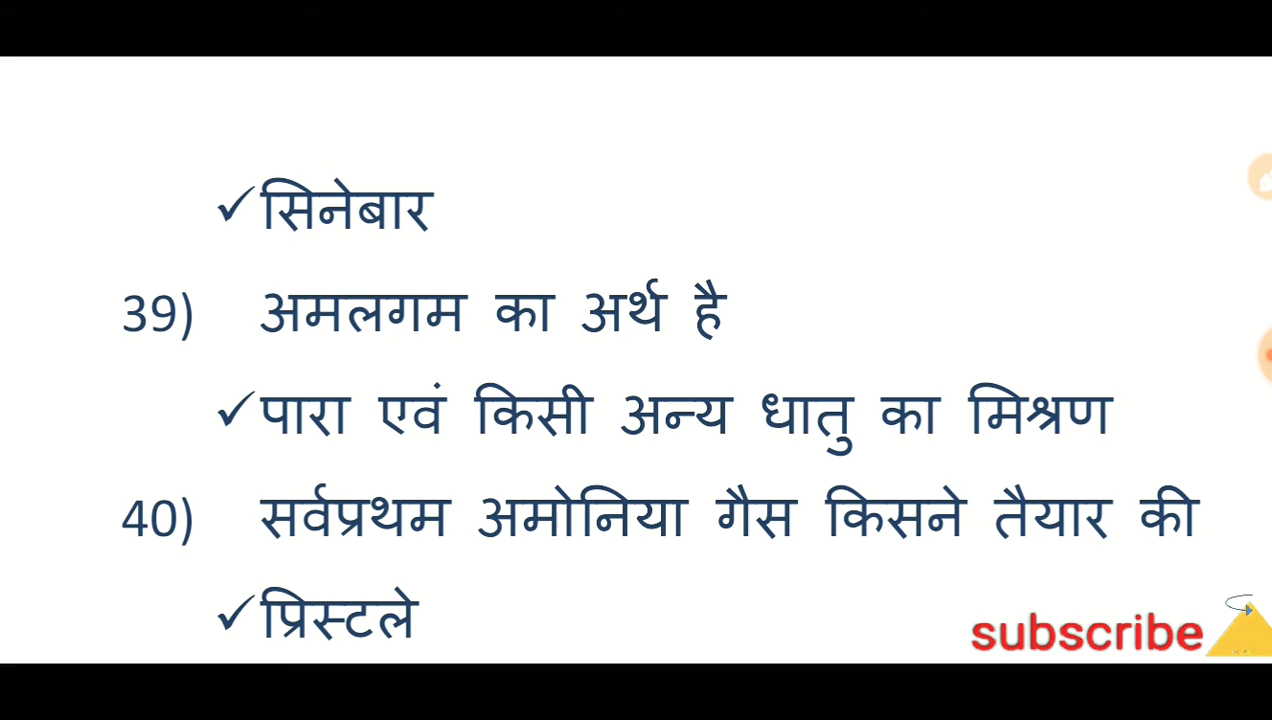 ✓सिनेबार
39) अमलगम का अर्थ है
✓पारा एवं किसी अन्य धातु का मिश्रण
40) सर्वप्रथम अमोनिया गैस किसने तैयार की
✓प्रिस्टले
subscribe